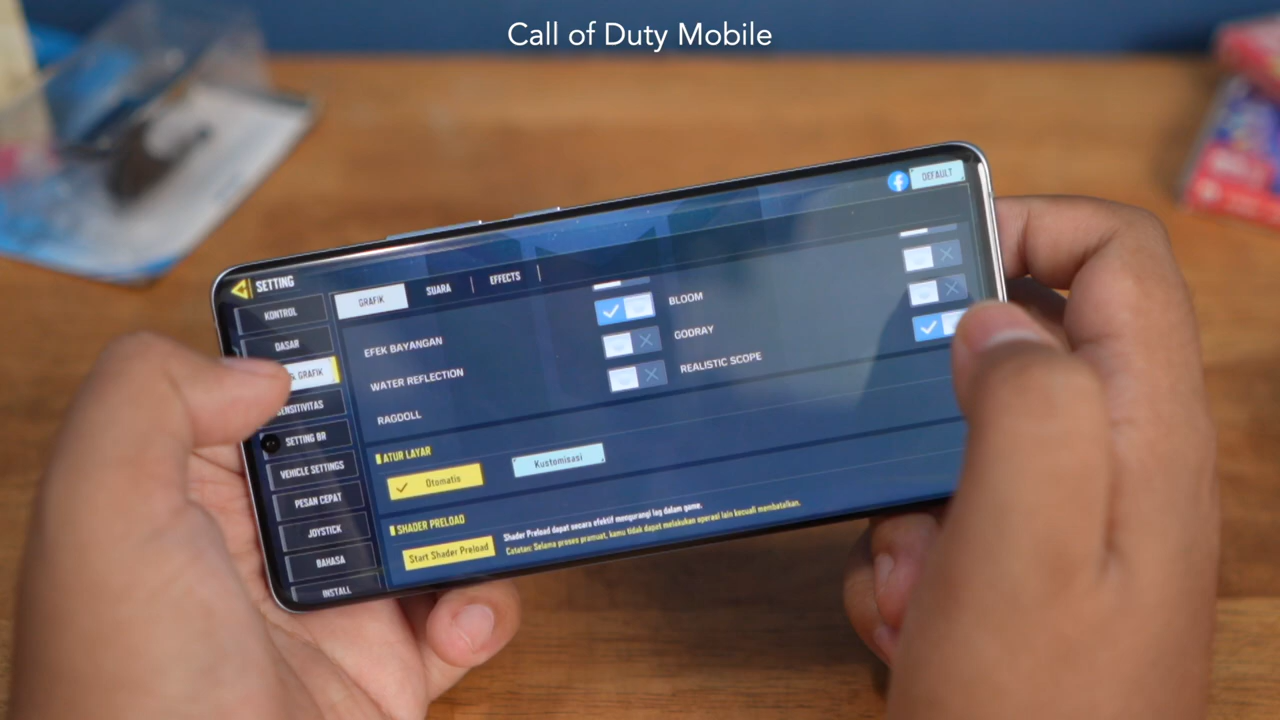 Call of Duty Mobile
SETTING
DEFAULT
KONTROL
DASAR
& GRAFIK
SENSITIVITAS
SETTING BR
VEHICLE SETTINGS
PESAN CEPAT
JOYSTICK
BAHASA
INSTALL
GRAFIK
SUARA
EFFECTS
EFEK BAYANGAN
BLOOM
WATER REFLECTION
GODRAY
RAGDOLL
REALISTIC SCOPE
ATUR LAYAR
Otomatis
Kustomisasi
SHADER PRELOAD
Start Shader Preload
Shader Preload dapat secara efektif mengurangi lag dalam game.
Catatan: Selama proses pramuat, kamu tidak dapat melakukan operasi lain kecuali membatalkan.